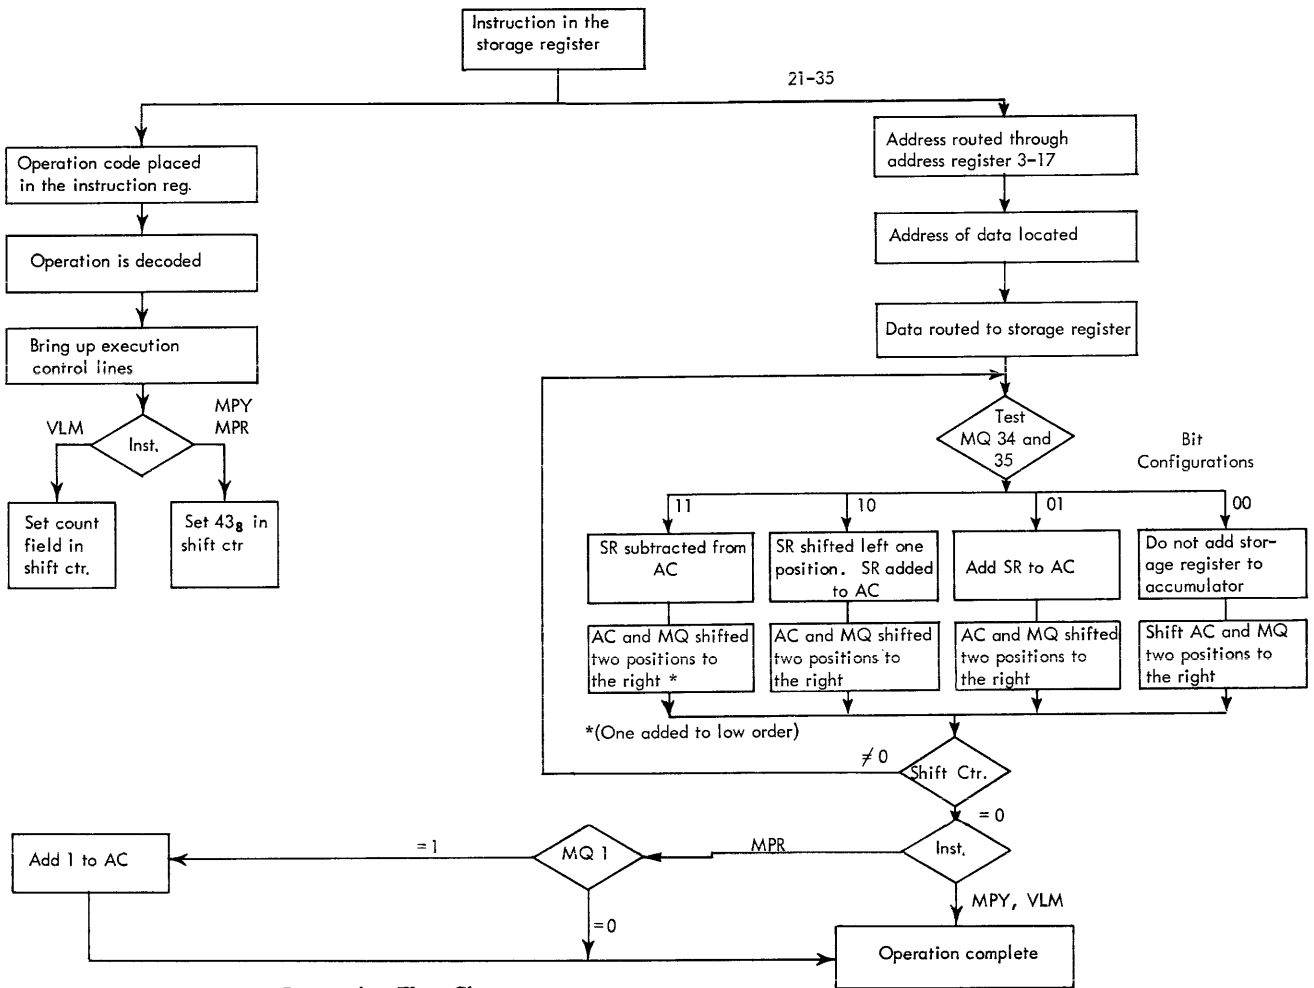 Instruction in the
storage register
21-35
Operation code placed
in the instruction reg.
Operation is decoded
Bring up execution
control lines
VLM
Inst.
MPY
MPR
Set count
field in
shift ctr.
Set 43₈ in
shift ctr
Address routed through
address register 3-17
Address of data located
Data routed to storage register
Test
MQ 34 and
35
Bit
Configurations
11
10
01
00
SR subtracted from
AC
SR shifted left one
position. SR added
to AC
Add SR to AC
Do not add stor-
age register to
accumulator
AC and MQ shifted
two positions to
the right *
AC and MQ shifted
two positions to
the right
AC and MQ shifted
two positions to
the right
Shift AC and MQ
two positions to
the right
*(One added to low order)
≠ 0
Shift Ctr.
= 0
Inst.
MPR
MQ 1
= 1
Add 1 to AC
=0
MPY, VLM
Operation complete